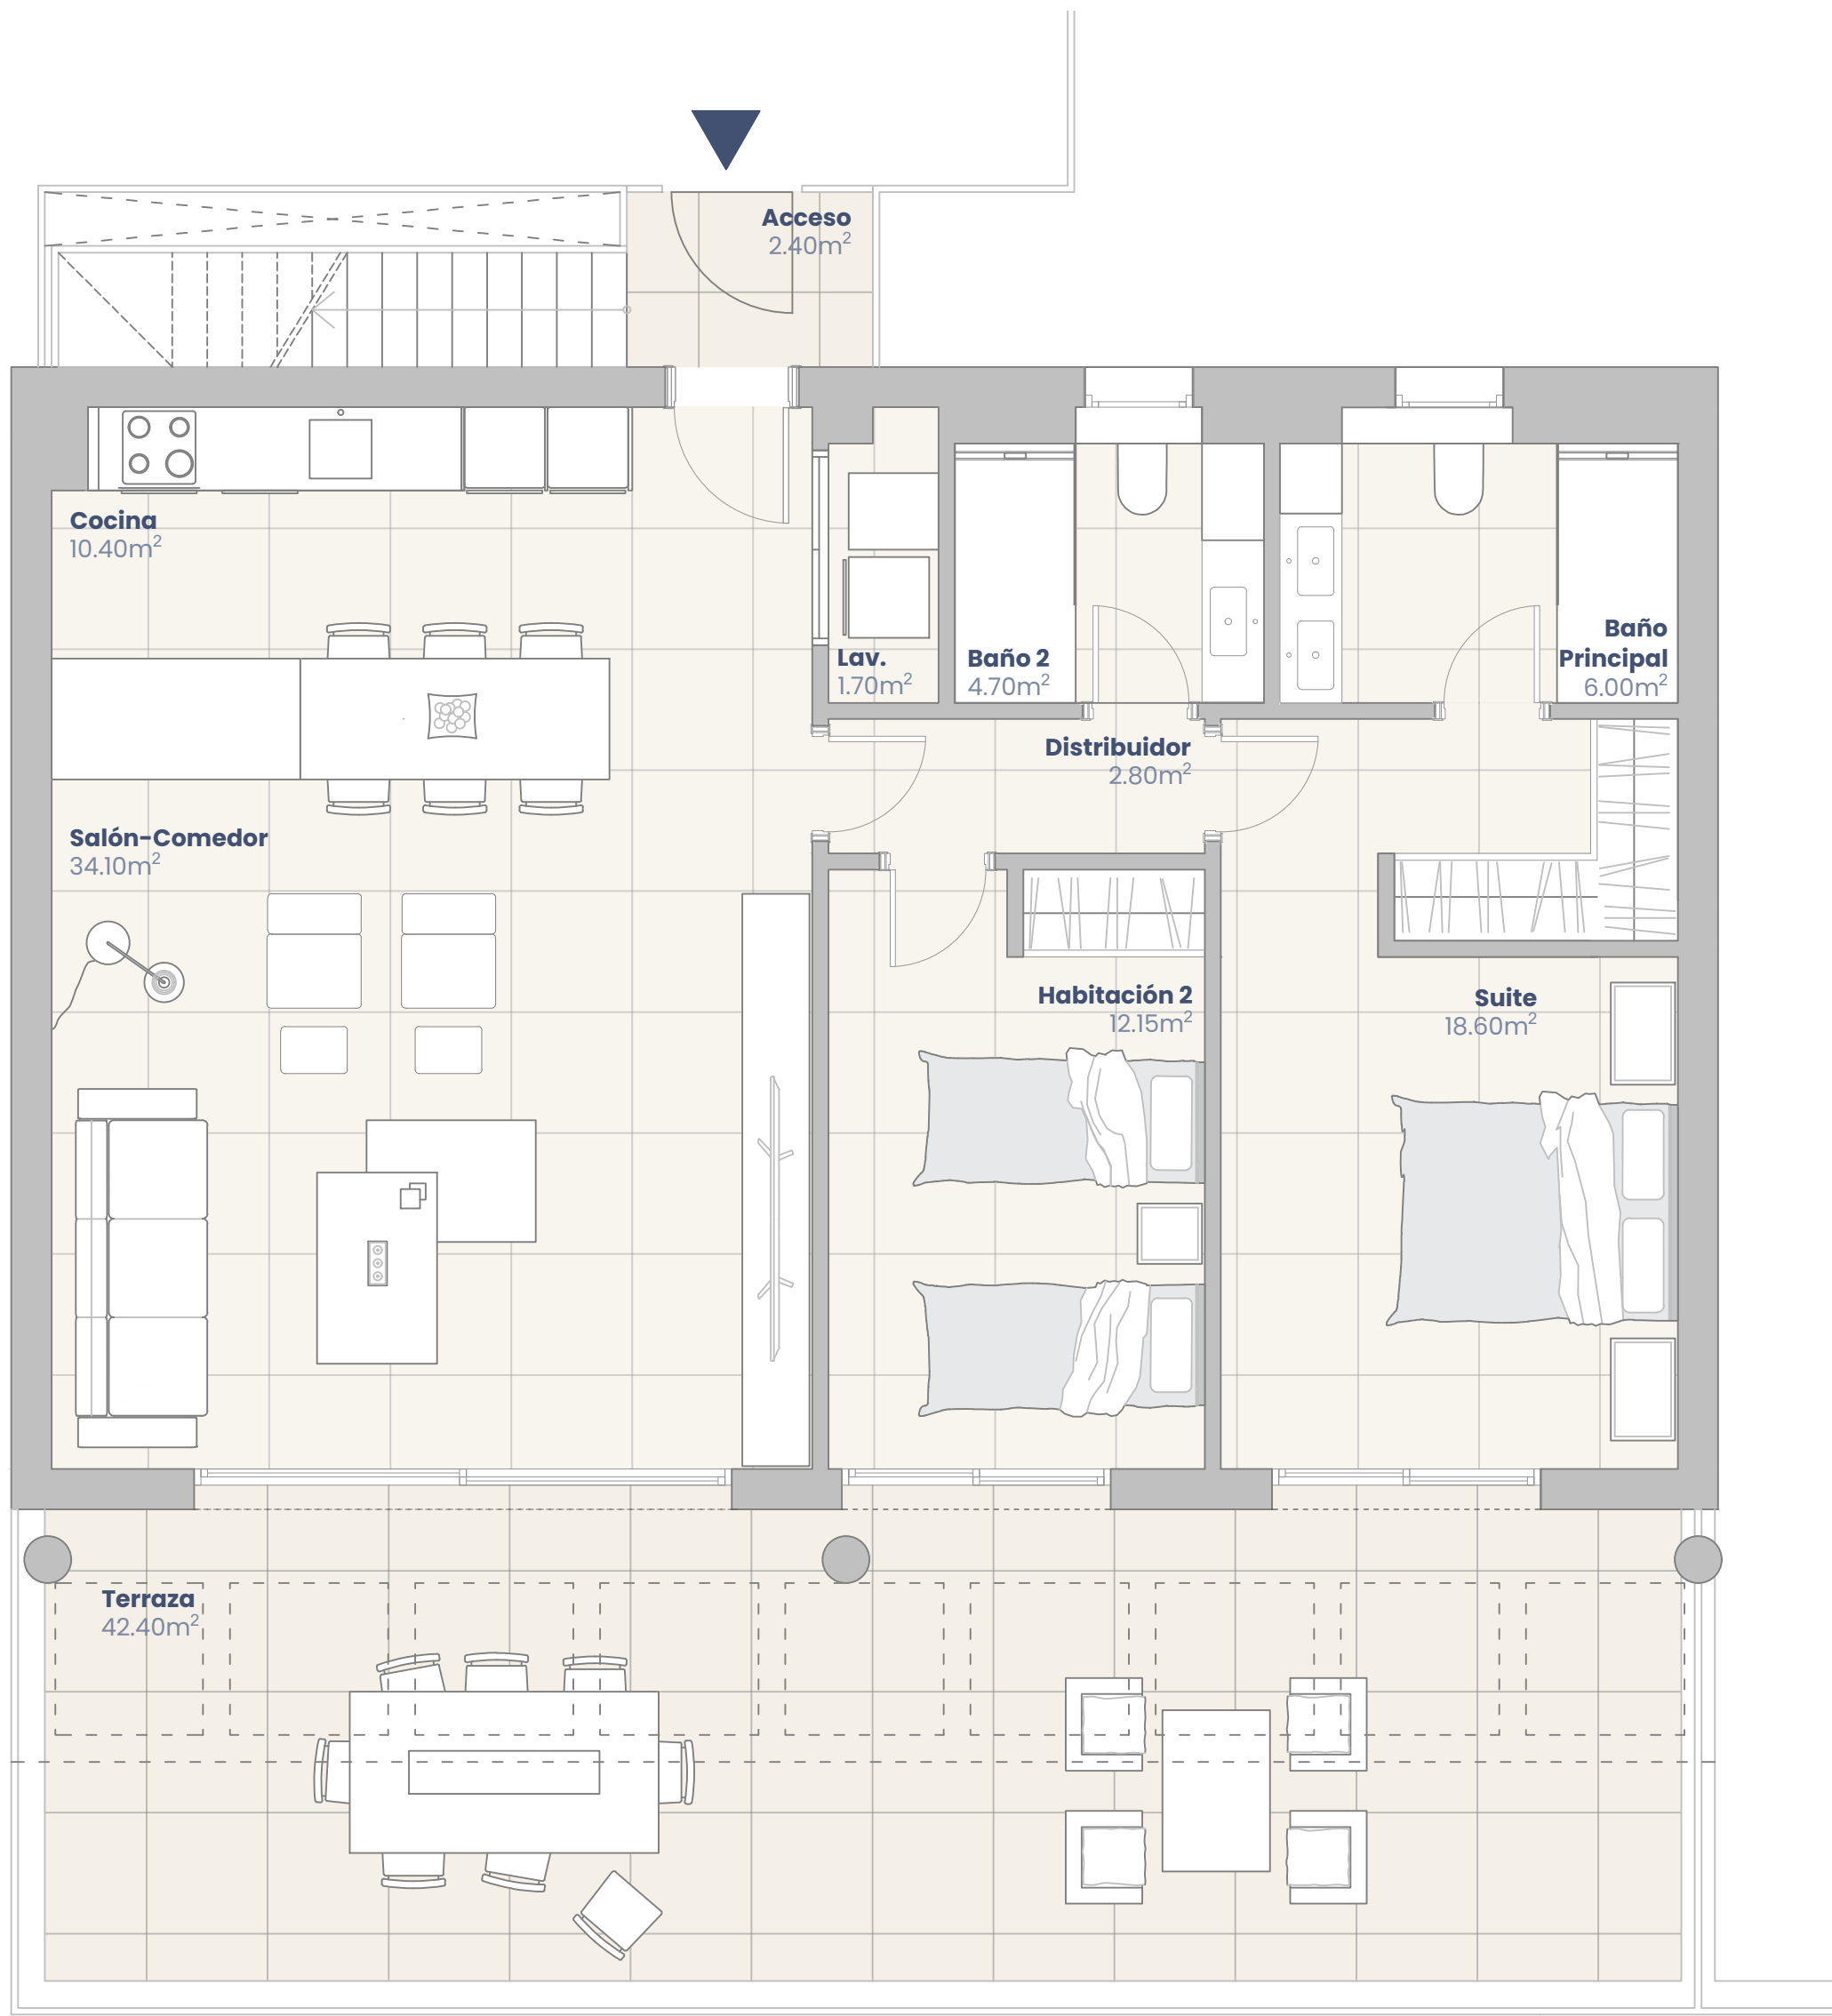 Acceso
2.40m²
Cocina
10.40m²
Lav.
1.70m²
Baño 2
4.70m²
Baño
Principal
6.00m²
Distribuidor
2.80m²
Salón-Comedor
34.10m²
Habitación 2
12.15m²
Suite
18.60m²
Terraza
42.40m²